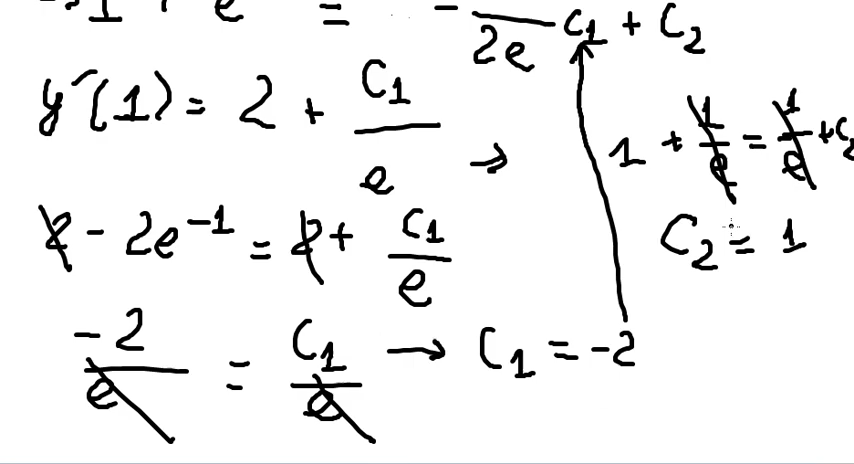 1 + e = - 1/2e C1 + C2
y'(1) = 2 + C1/e ⇒ 1 + 1/e = 1/e + C2
2 - 2e^-1 = 2 + C1/e
C2 = 1
-2/e = C1/e → C1 = -2